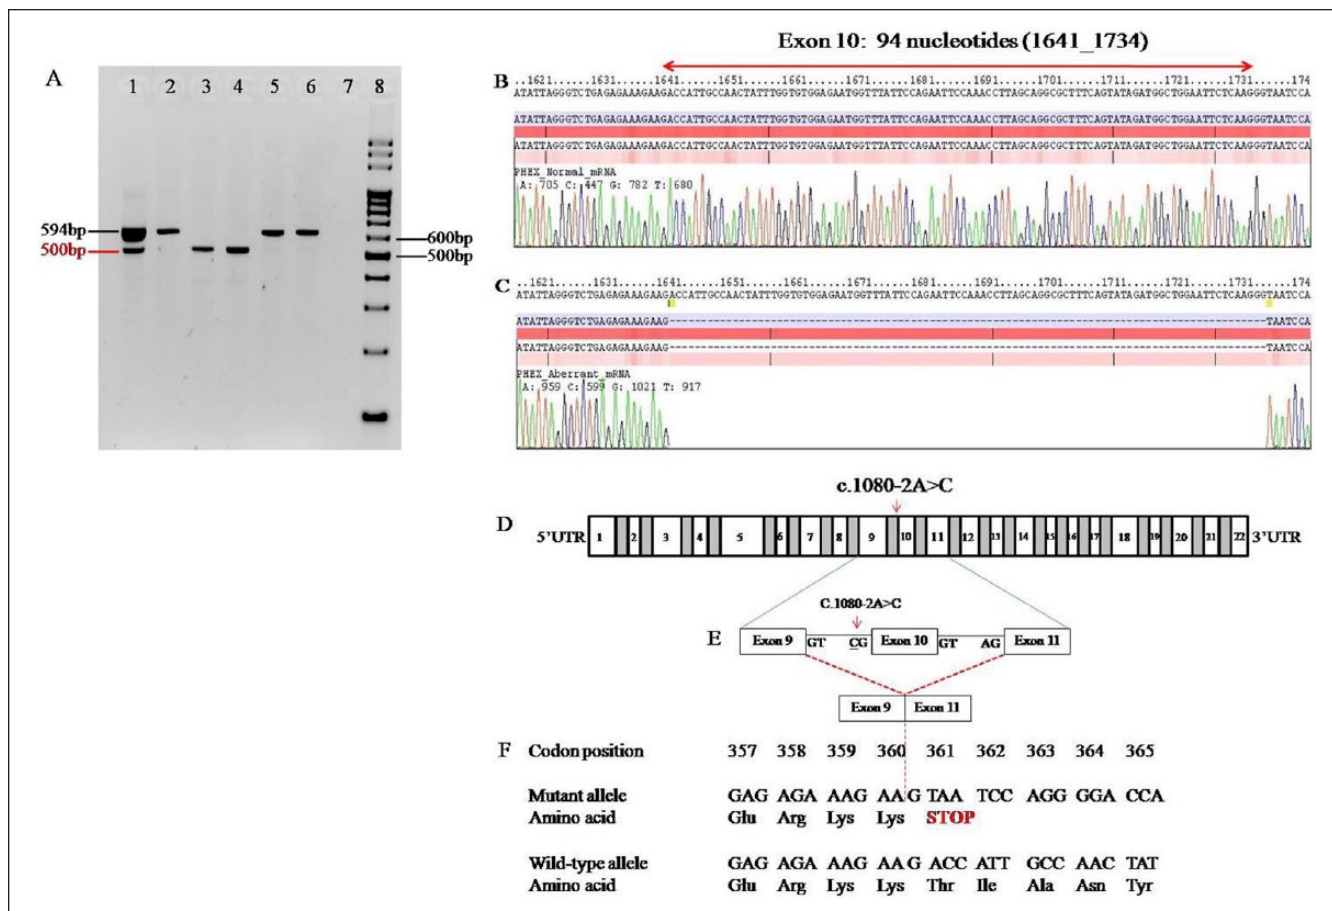 A
1 2 3 4 5 6 7 8
594bp
500bp
600bp
500bp
Exon 10: 94 nucleotides (1641_1734)
B
...1621......1631......1641......1651......1661......1671......1681......1691......1701......1711......1721......1731......174
ATATTAGGGTCTGAGAGAAAGAAGACCATTGCCAACTATTTGGTGTGGAGAATGGTTTATTCCAGAATTCCAAACCTTAGCAGGCGCTTTCAGTATAGATGGCTGGAATTCTCAAGGGTAATCCA
ATATTAGGGTCTGAGAGAAAGAAGACCATTGCCAACTATTTGGTGTGGAGAATGGTTTATTCCAGAATTCCAAACCTTAGCAGGCGCTTTCAGTATAGATGGCTGGAATTCTCAAGGGTAATCCA
ATATTAGGGTCTGAGAGAAAGAAGACCATTGCCAACTATTTGGTGTGGAGAATGGTTTATTCCAGAATTCCAAACCTTAGCAGGCGCTTTCAGTATAGATGGCTGGAATTCTCAAGGGTAATCCA
PHEX_Normal_mRNA
A: 705 C: 447 G: 782 T: 680
C
...1621......1631......1641......1651......1661......1671......1681......1691......1701......1711......1721......1731......174
ATATTAGGGTCTGAGAGAAAGAAGACCATTGCCAACTATTTGGTGTGGAGAATGGTTTATTCCAGAATTCCAAACCTTAGCAGGCGCTTTCAGTATAGATGGCTGGAATTCTCAAGGGTAATCCA
ATATTAGGGTCTGAGAGAAAGAAG----------------------------------------------------------------------------------------------TAATCCA
ATATTAGGGTCTGAGAGAAAGAAG----------------------------------------------------------------------------------------------TAATCCA
PHEX_Aberrant_mRNA
A: 959 C: 599 G: 1021 T: 917
c.1080-2A>C
D
5'UTR 1 2 3 4 5 6 7 8 9 10 11 12 13 14 15 16 17 18 19 20 21 22 3'UTR
C.1080-2A>C
E Exon 9 GT CG Exon 10 GT AG Exon 11
Exon 9 Exon 11
F Codon position 357 358 359 360 361 362 363 364 365
Mutant allele GAG AGA AAG AAG TAA TCC AGG GGA CCA
Amino acid Glu Arg Lys Lys STOP
Wild-type allele GAG AGA AAG AAG ACC ATT GCC AAC TAT
Amino acid Glu Arg Lys Lys Thr Ile Ala Asn Tyr